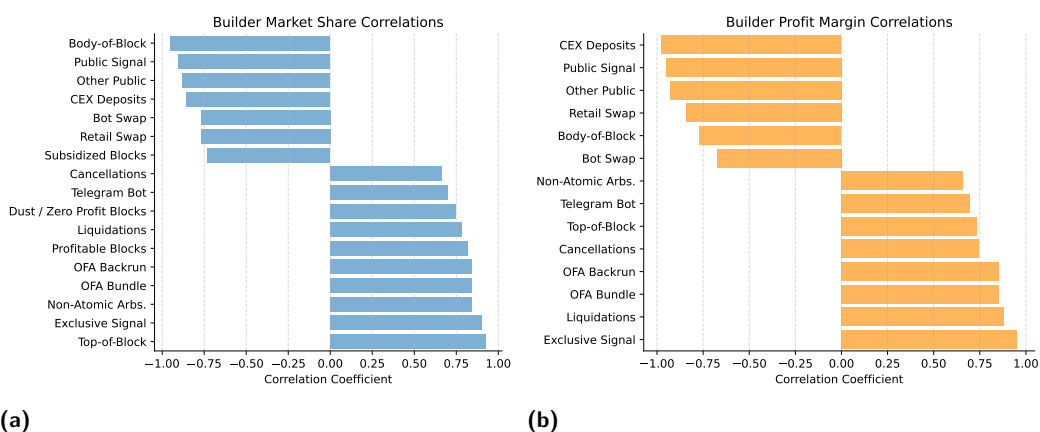 Builder Market Share Correlations
Body-of-Block
Public Signal
Other Public
CEX Deposits
Bot Swap
Retail Swap
Subsidized Blocks
Cancellations
Telegram Bot
Dust / Zero Profit Blocks
Liquidations
Profitable Blocks
OFA Backrun
OFA Bundle
Non-Atomic Arbs.
Exclusive Signal
Top-of-Block
−1.00 −0.75 −0.50 −0.25 0.00 0.25 0.50 0.75 1.00
Correlation Coefficient
(a)
Builder Profit Margin Correlations
CEX Deposits
Public Signal
Other Public
Retail Swap
Body-of-Block
Bot Swap
Non-Atomic Arbs.
Telegram Bot
Top-of-Block
Cancellations
OFA Backrun
OFA Bundle
Liquidations
Exclusive Signal
−1.00 −0.75 −0.50 −0.25 0.00 0.25 0.50 0.75 1.00
Correlation Coefficient
(b)